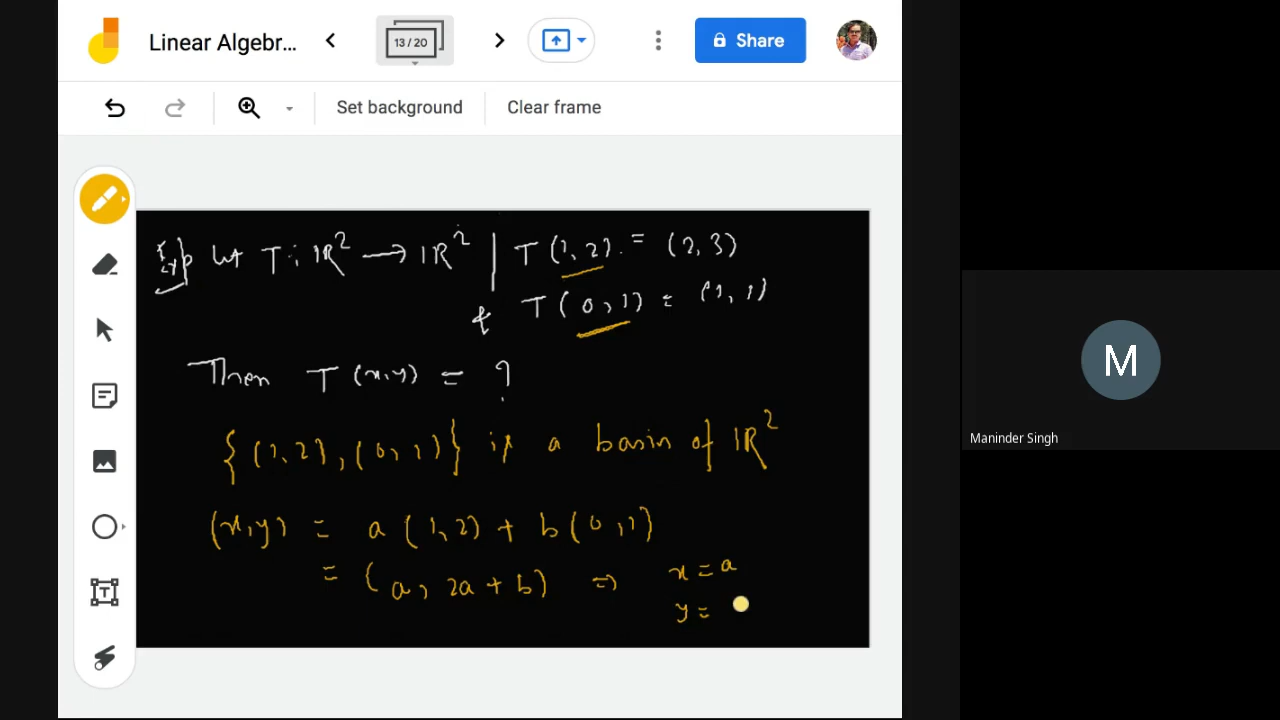 Linear Algebr...
13 / 20
Share
Set background
Clear frame
Let T : IR² → IR² | T(1,2) = (2,3)
& T(0,1) = (1,1)
Then T(x,y) = ?
{(1,2),(0,1)} is a basis of IR²
(x,y) = a(1,2) + b(0,1)
= (a, 2a + b) ⇒ x = a
y =
M
Maninder Singh